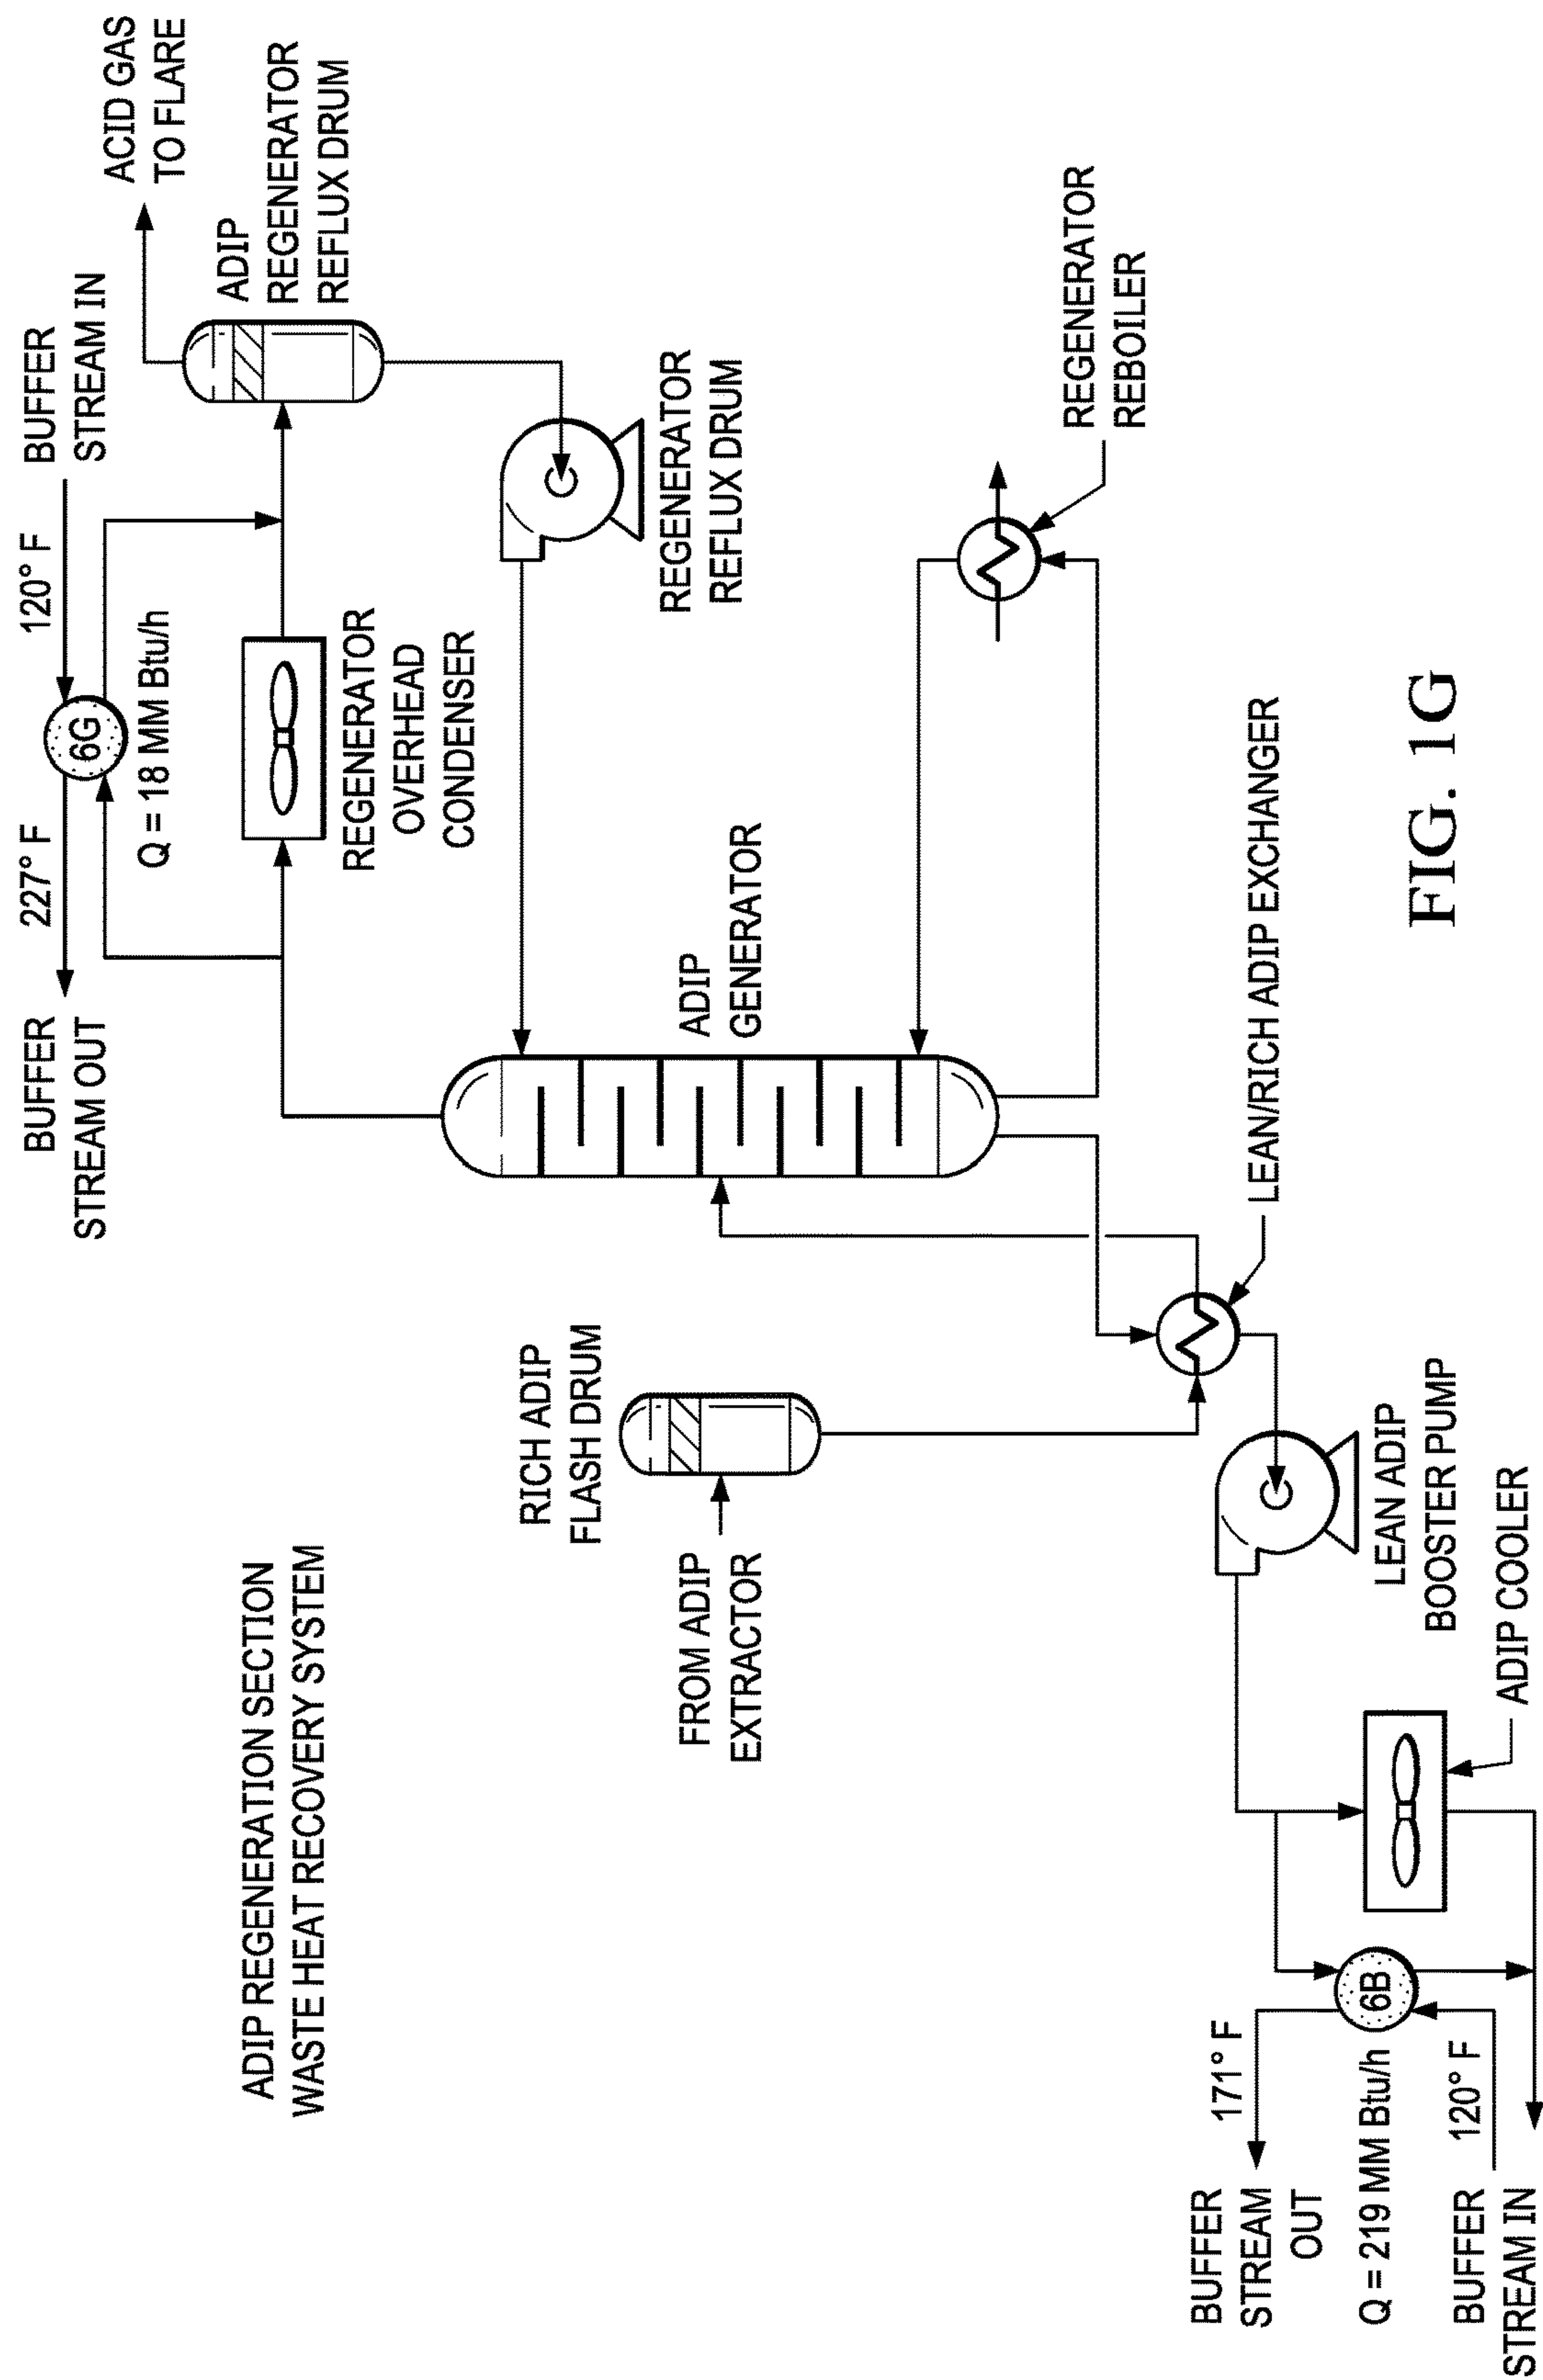 ADIP REGENERATION SECTION
WASTE HEAT RECOVERY SYSTEM
BUFFER
STREAM OUT
227° F
120° F
BUFFER
STREAM IN
6G
Q = 18 MM Btu/h
ACID GAS
TO FLARE
ADIP
REGENERATOR
REFLUX DRUM
REGENERATOR
OVERHEAD
CONDENSER
REGENERATOR
REFLUX DRUM
RICH ADIP
FLASH DRUM
FROM ADIP
EXTRACTOR
ADIP
GENERATOR
REGENERATOR
REBOILER
LEAN/RICH ADIP EXCHANGER
LEAN ADIP
BOOSTER PUMP
ADIP COOLER
BUFFER
STREAM
OUT
171° F
6B
Q = 219 MM Btu/h
120° F
BUFFER
STREAM IN
FIG. 1G